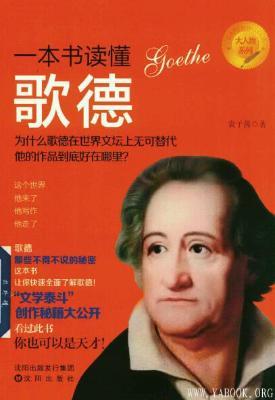 一本书读懂
Goethe
大人物
系列
歌德
袁子茵 著
为什么歌德在世界文坛上无可替代
他的作品到底好在哪里?
这个世界
他来了
他写作
他走了
歌德
那些不得不说的秘密
这本书
让你快速全面了解歌德!
“文学泰斗”
创作秘籍大公开
看过此书
你也可以是天才!
沈阳出版发行集团
沈阳出版社
WWW.YABOOK.ORG